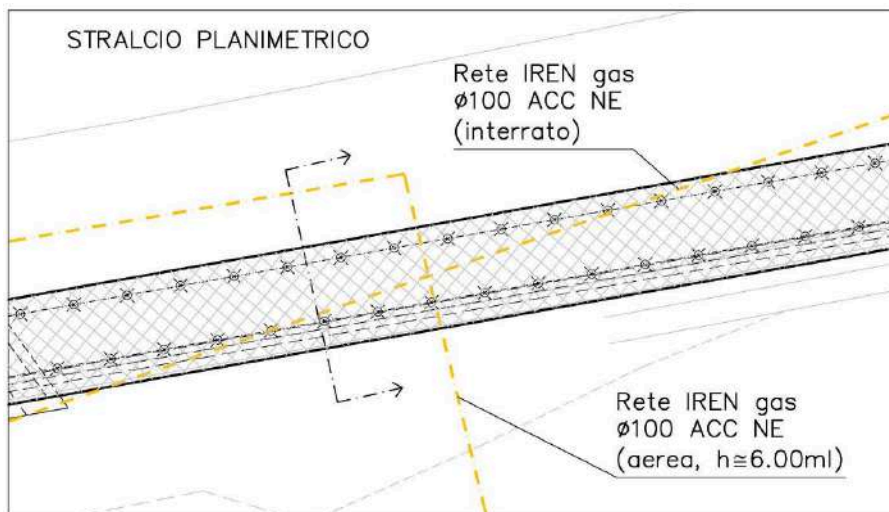 STRALCIO PLANIMETRICO
Rete IREN gas
ø100 ACC NE
(interrato)
Rete IREN gas
ø100 ACC NE
(aerea, h≅6.00ml)